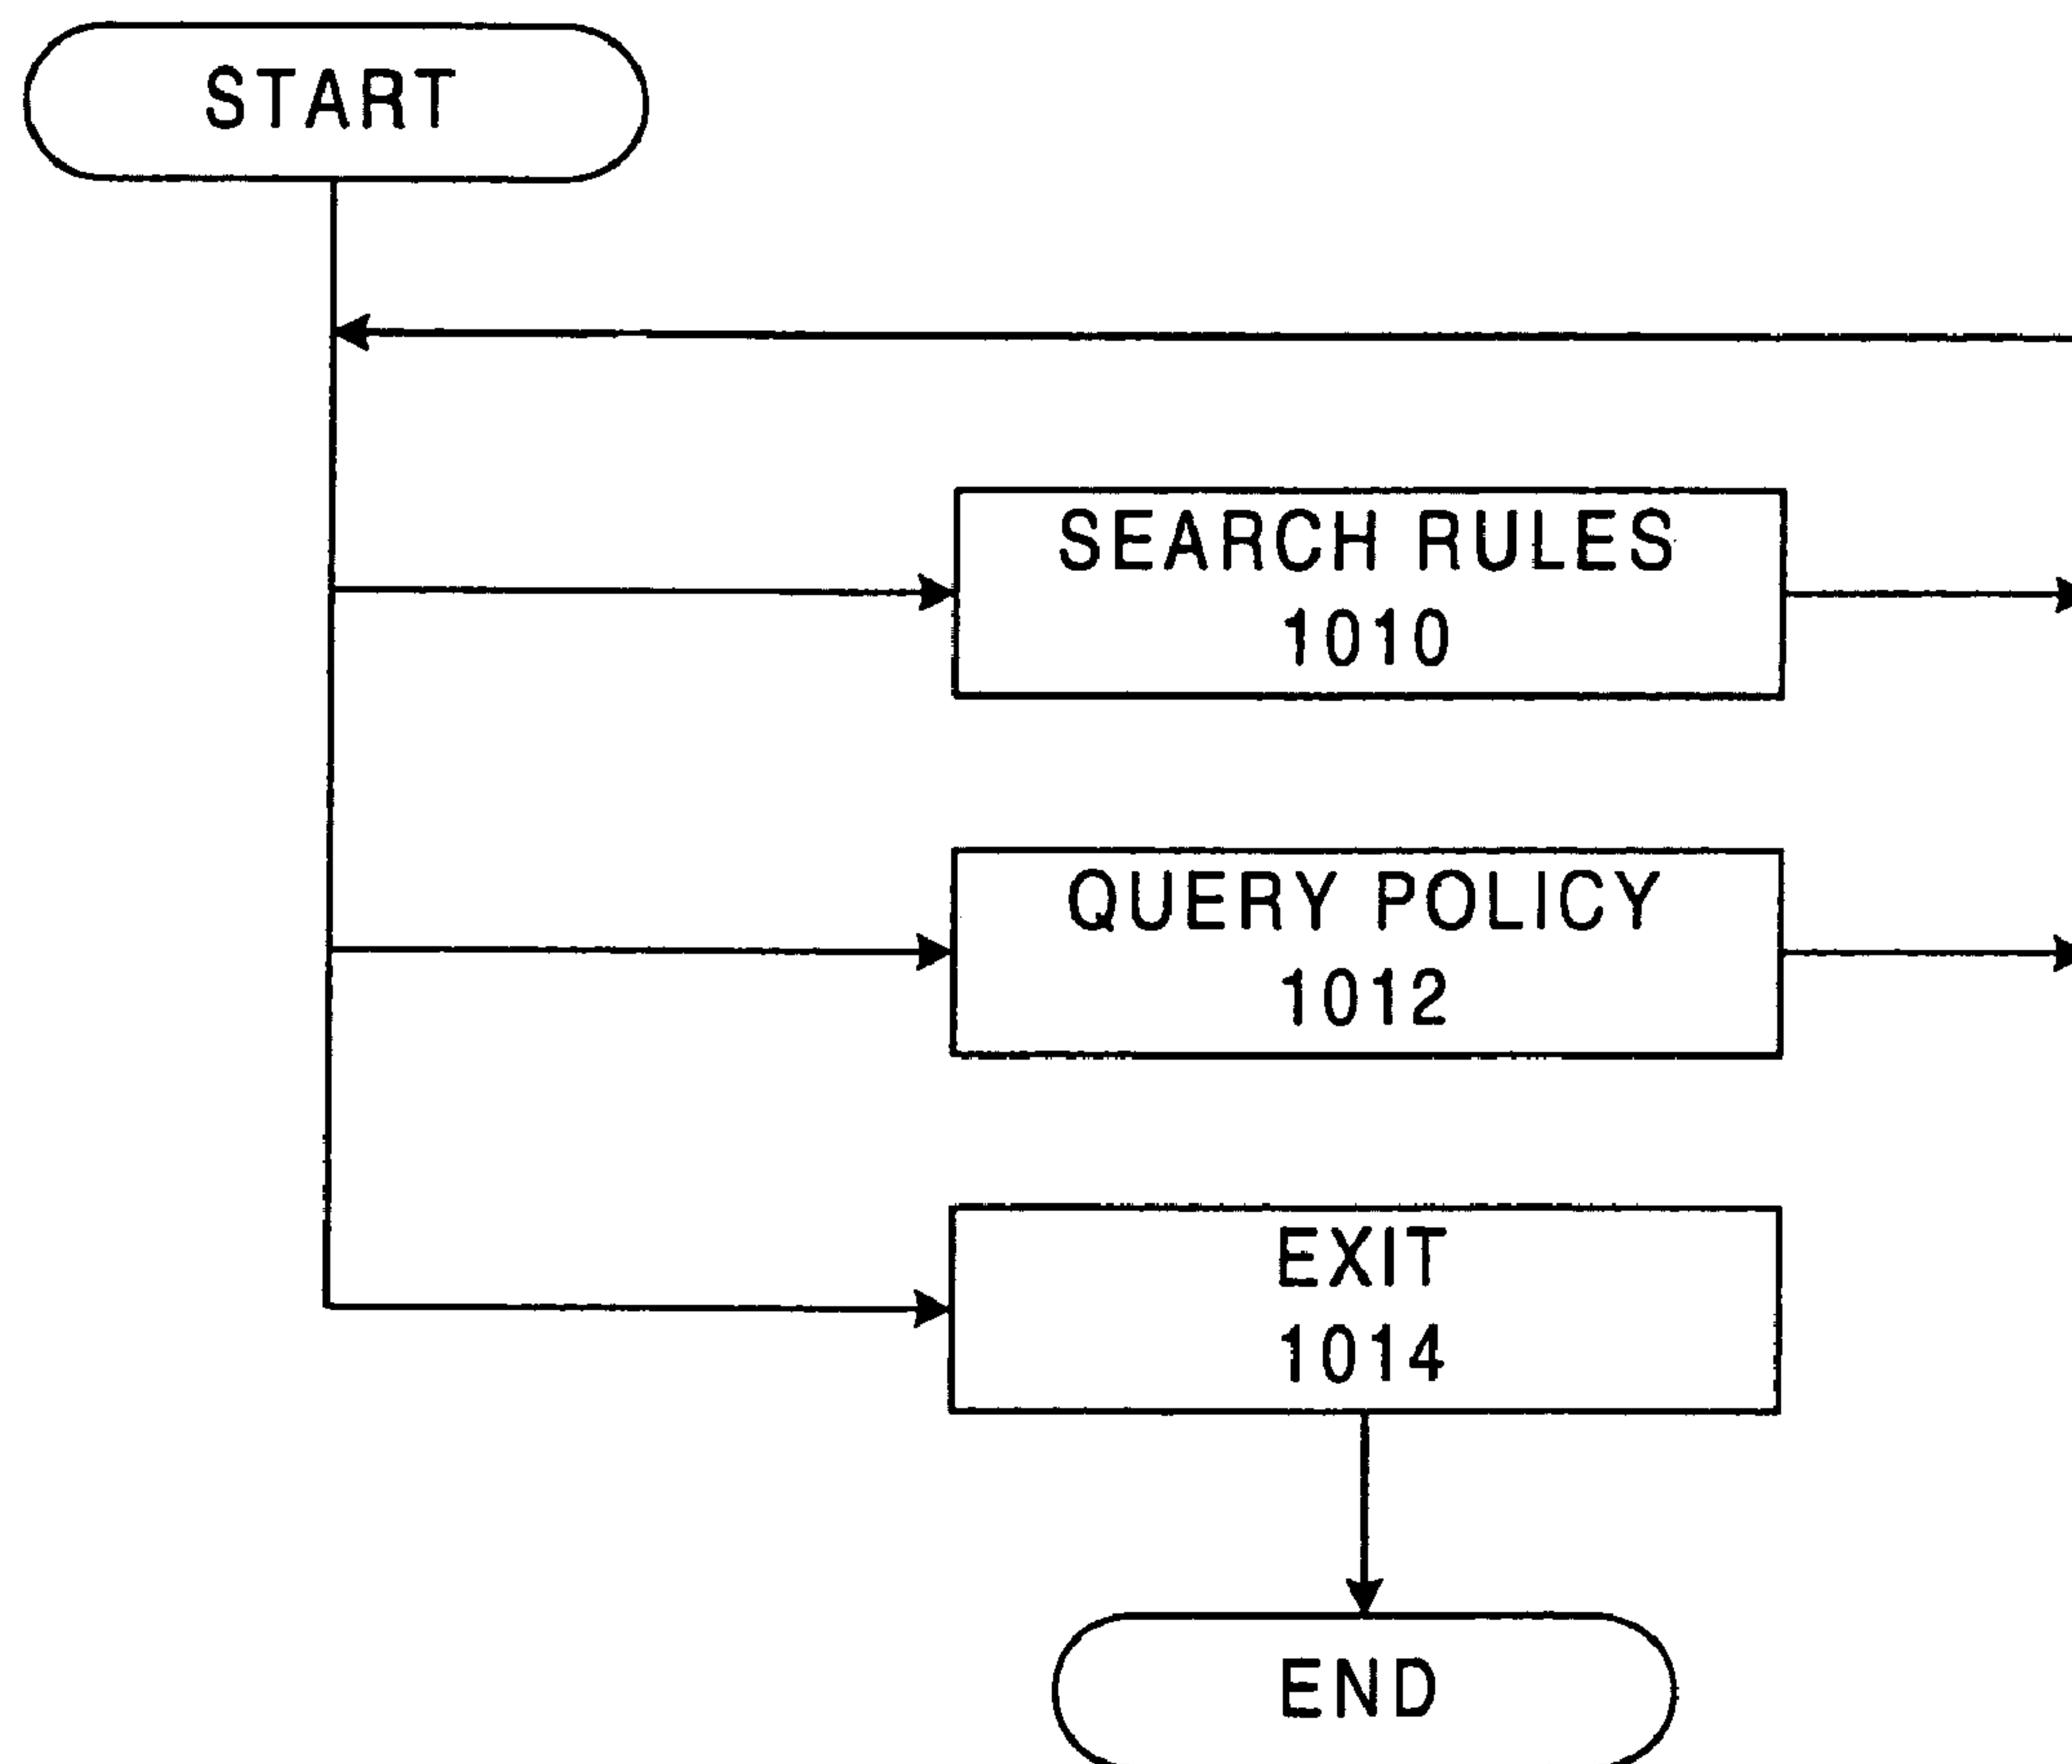 START
SEARCH RULES
1010
QUERY POLICY
1012
EXIT
1014
END